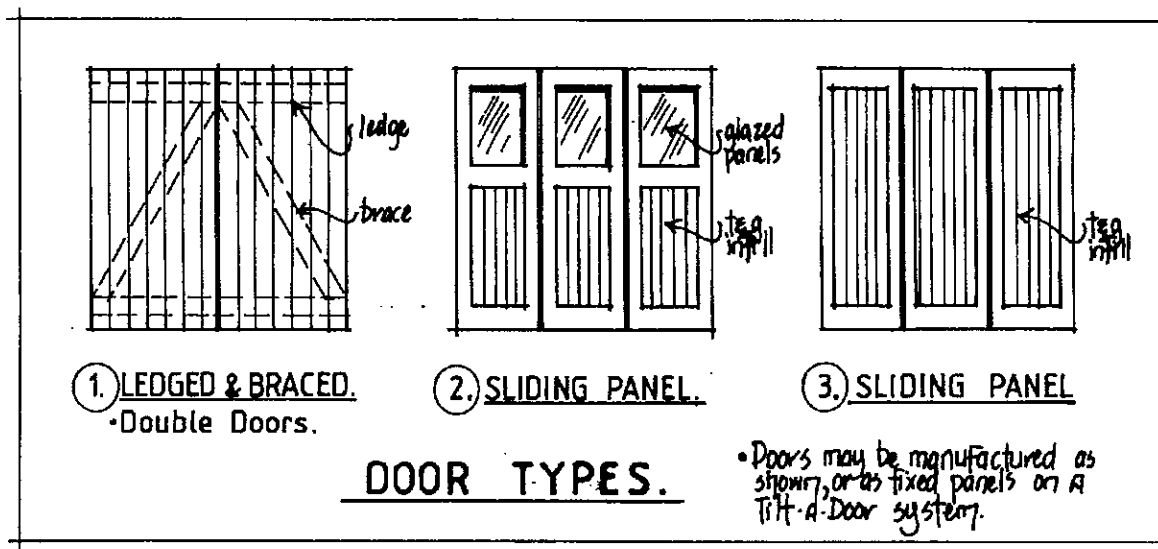 ledge
brace
glazed
panels
t&g
infill
t&g
infill
1. LEDGED & BRACED.
•Double Doors.
2. SLIDING PANEL.
3. SLIDING PANEL
DOOR TYPES.
•Doors may be manufactured as
shown, or as fixed panels on a
Tilt-a-Door system.